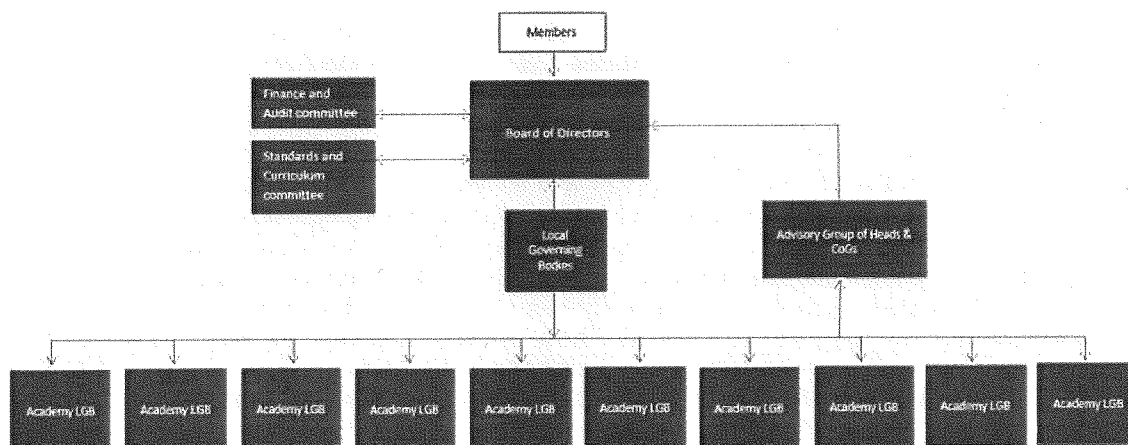 Members
Finance and
Audit committee
Board of Directors
Standards and
Curriculum
committee
Local
Governing
Bodies
Advisory Group of Heads &
CoGs
Academy LGB
Academy LGB
Academy LGB
Academy LGB
Academy LGB
Academy LGB
Academy LGB
Academy LGB
Academy LGB
Academy LGB